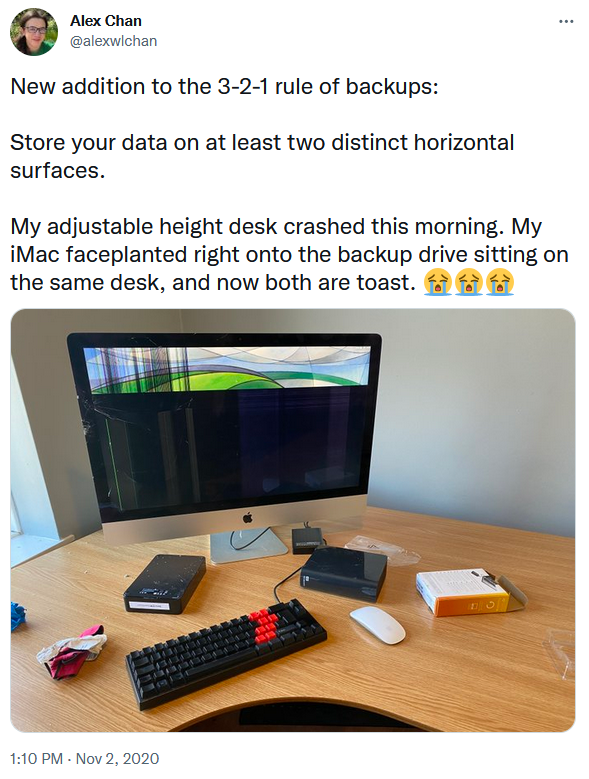 Alex Chan
@alexwlchan
New addition to the 3-2-1 rule of backups:
Store your data on at least two distinct horizontal
surfaces.
My adjustable height desk crashed this morning. My
iMac faceplanted right onto the backup drive sitting on
the same desk, and now both are toast. 😭😭😭
1:10 PM · Nov 2, 2020